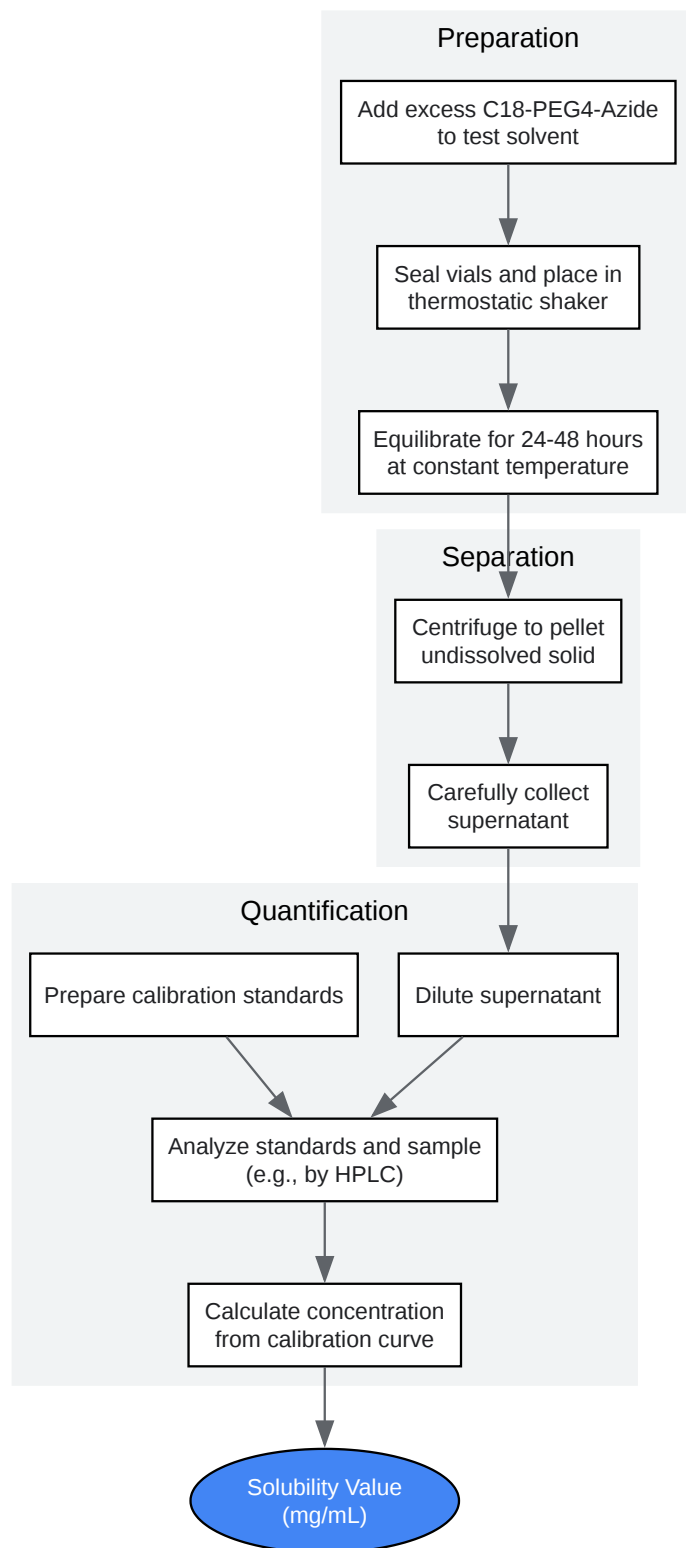 Preparation
Add excess C18-PEG4-Azide
to test solvent
Seal vials and place in
thermostatic shaker
Equilibrate for 24-48 hours
at constant temperature
Separation
Centrifuge to pellet
undissolved solid
Carefully collect
supernatant
Quantification
Prepare calibration standards
Dilute supernatant
Analyze standards and sample
(e.g., by HPLC)
Calculate concentration
from calibration curve
Solubility Value
(mg/mL)